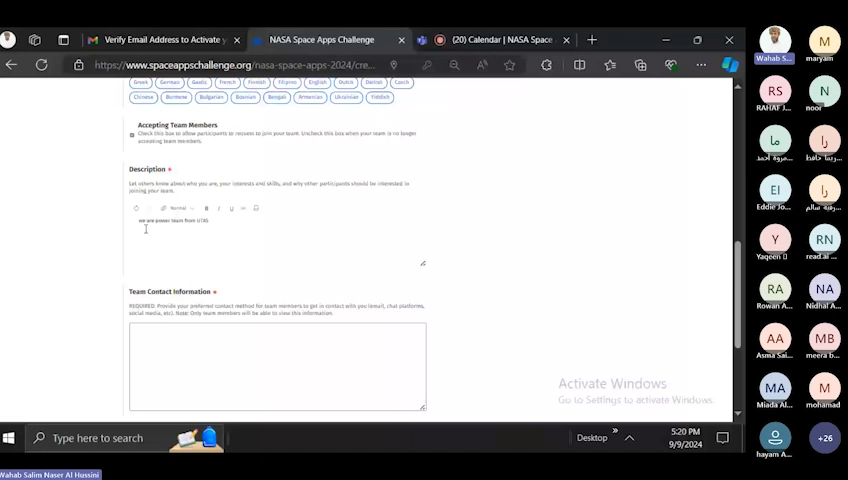 Verify Email Address to Activate y
NASA Space Apps Challenge
(20) Calendar | NASA Space
https://www.spaceappschallenge.org/nasa-space-apps-2024/cre...
Greek German Gaelic French Finnish Filipino English Dutch Danish Czech
Chinese Burmese Bulgarian Bosnian Bengali Armenian Ukrainian Yiddish
Accepting Team Members
Check this box to allow participants to request to join your team. Uncheck this box when your team is no longer
accepting team members.
Description *
Let others know about who you are, your interests and skills, and why other participants should be interested in
joining your team.
Normal B I U
we are power team from UTAS
Team Contact Information *
REQUIRED: Provide your preferred contact method for team members to get in contact with you (email, chat platforms,
social media, etc). Note: Only team members will be able to view this information.
Activate Windows
Go to Settings to activate Windows.
Type here to search
Desktop
5:20 PM
9/9/2024
Wahab Salim Naser Al Hussini
Wahab S...
M
maryam
RS
RAHAF J...
N
noor
ما
مروة احمد...
را
ريتا حافظ...
EI
Eddie Jo...
را
رقية سالم...
Y
Yaqeen
RN
read.ai ...
RA
Rowan A...
NA
Nidhal A...
AA
Asma Sai...
MB
meera b...
MA
Miada Al...
M
mohamad
hayam A...
+26